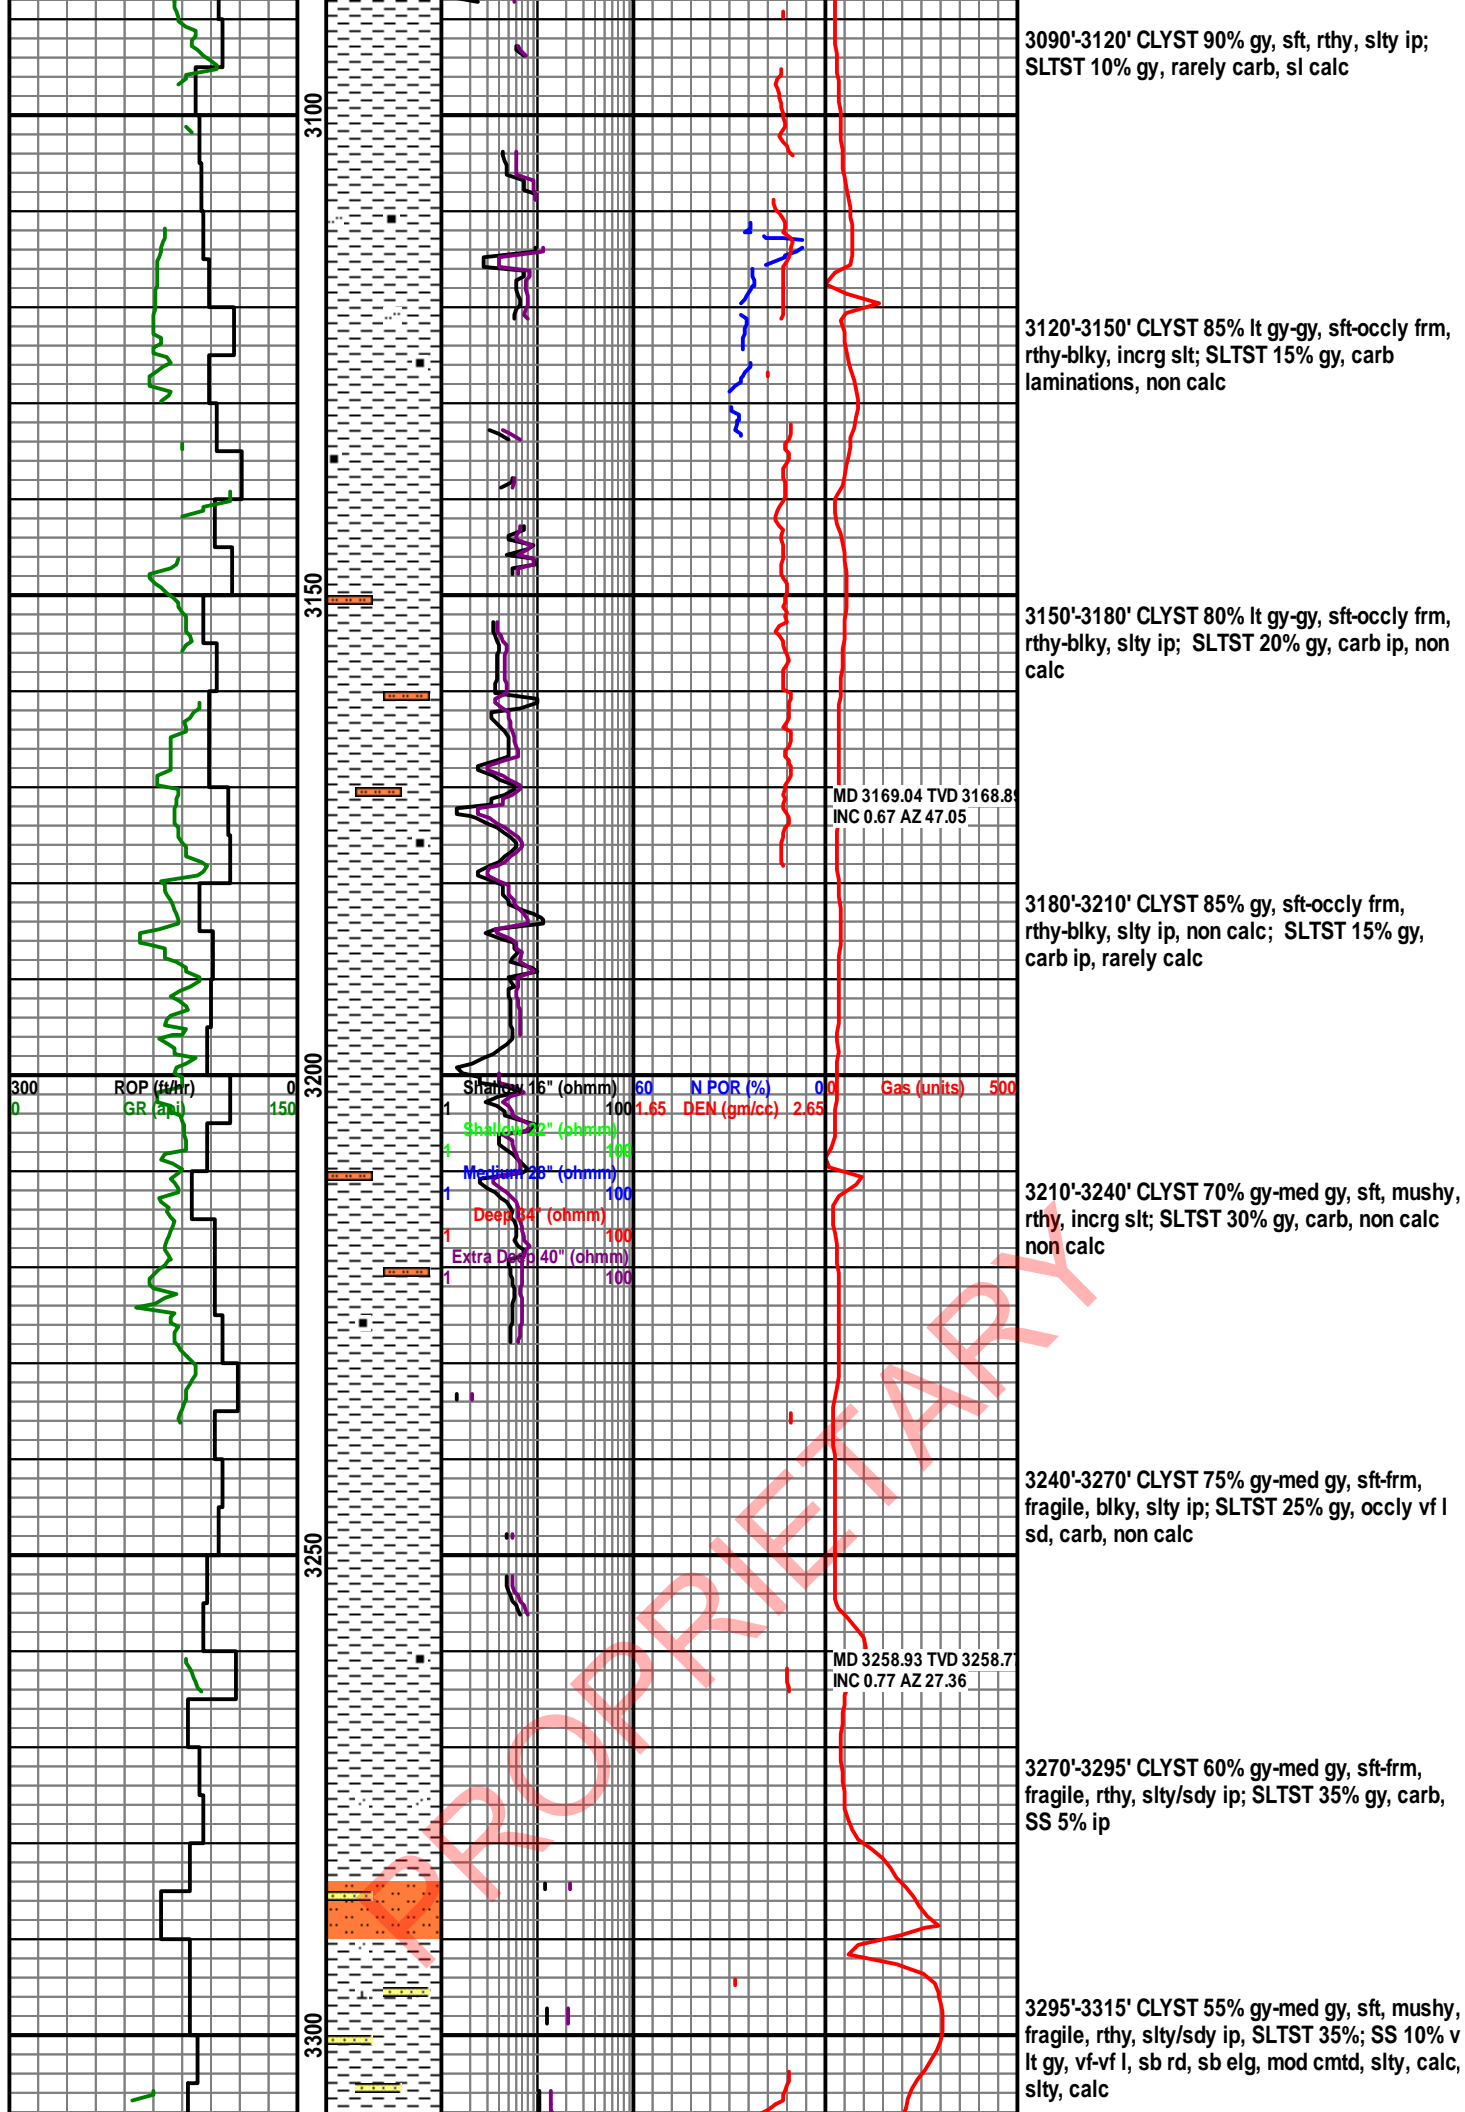 3090'-3120' CLYST 90% gy, sft, rthy, slty ip;
SLTST 10% gy, rarely carb, sl calc
3100
3120'-3150' CLYST 85% lt gy-gy, sft-occly frm,
rthy-blky, incrg slt; SLTST 15% gy, carb
laminations, non calc
3150
3150'-3180' CLYST 80% lt gy-gy, sft-occly frm,
rthy-blky, slty ip; SLTST 20% gy, carb ip, non
calc
MD 3169.04 TVD 3168.89
INC 0.67 AZ 47.05
3180'-3210' CLYST 85% gy, sft-occly frm,
rthy-blky, slty ip, non calc; SLTST 15% gy,
carb ip, rarely calc
3200
300 ROP (ft/hr) 0
0 GR (api) 150
Shallow 16" (ohmm)
1 100
Shallow 22" (ohmm)
1 100
Medium 28" (ohmm)
1 100
Deep 34" (ohmm)
1 100
Extra Deep 40" (ohmm)
1 100
60 N POR (%) 0
1.65 DEN (gm/cc) 2.65
0 Gas (units) 500
3210'-3240' CLYST 70% gy-med gy, sft, mushy,
rthy, incrg slt; SLTST 30% gy, carb, non calc
non calc
3240'-3270' CLYST 75% gy-med gy, sft-frm,
fragile, blky, slty ip; SLTST 25% gy, occly vf l
sd, carb, non calc
3250
MD 3258.93 TVD 3258.77
INC 0.77 AZ 27.36
3270'-3295' CLYST 60% gy-med gy, sft-frm,
fragile, rthy, slty/sdy ip; SLTST 35% gy, carb,
SS 5% ip
3295'-3315' CLYST 55% gy-med gy, sft, mushy,
fragile, rthy, slty/sdy ip, SLTST 35%; SS 10% v
lt gy, vf-vf l, sb rd, sb elg, mod cmtd, slty, calc,
slty, calc
3300
PROPRIETARY